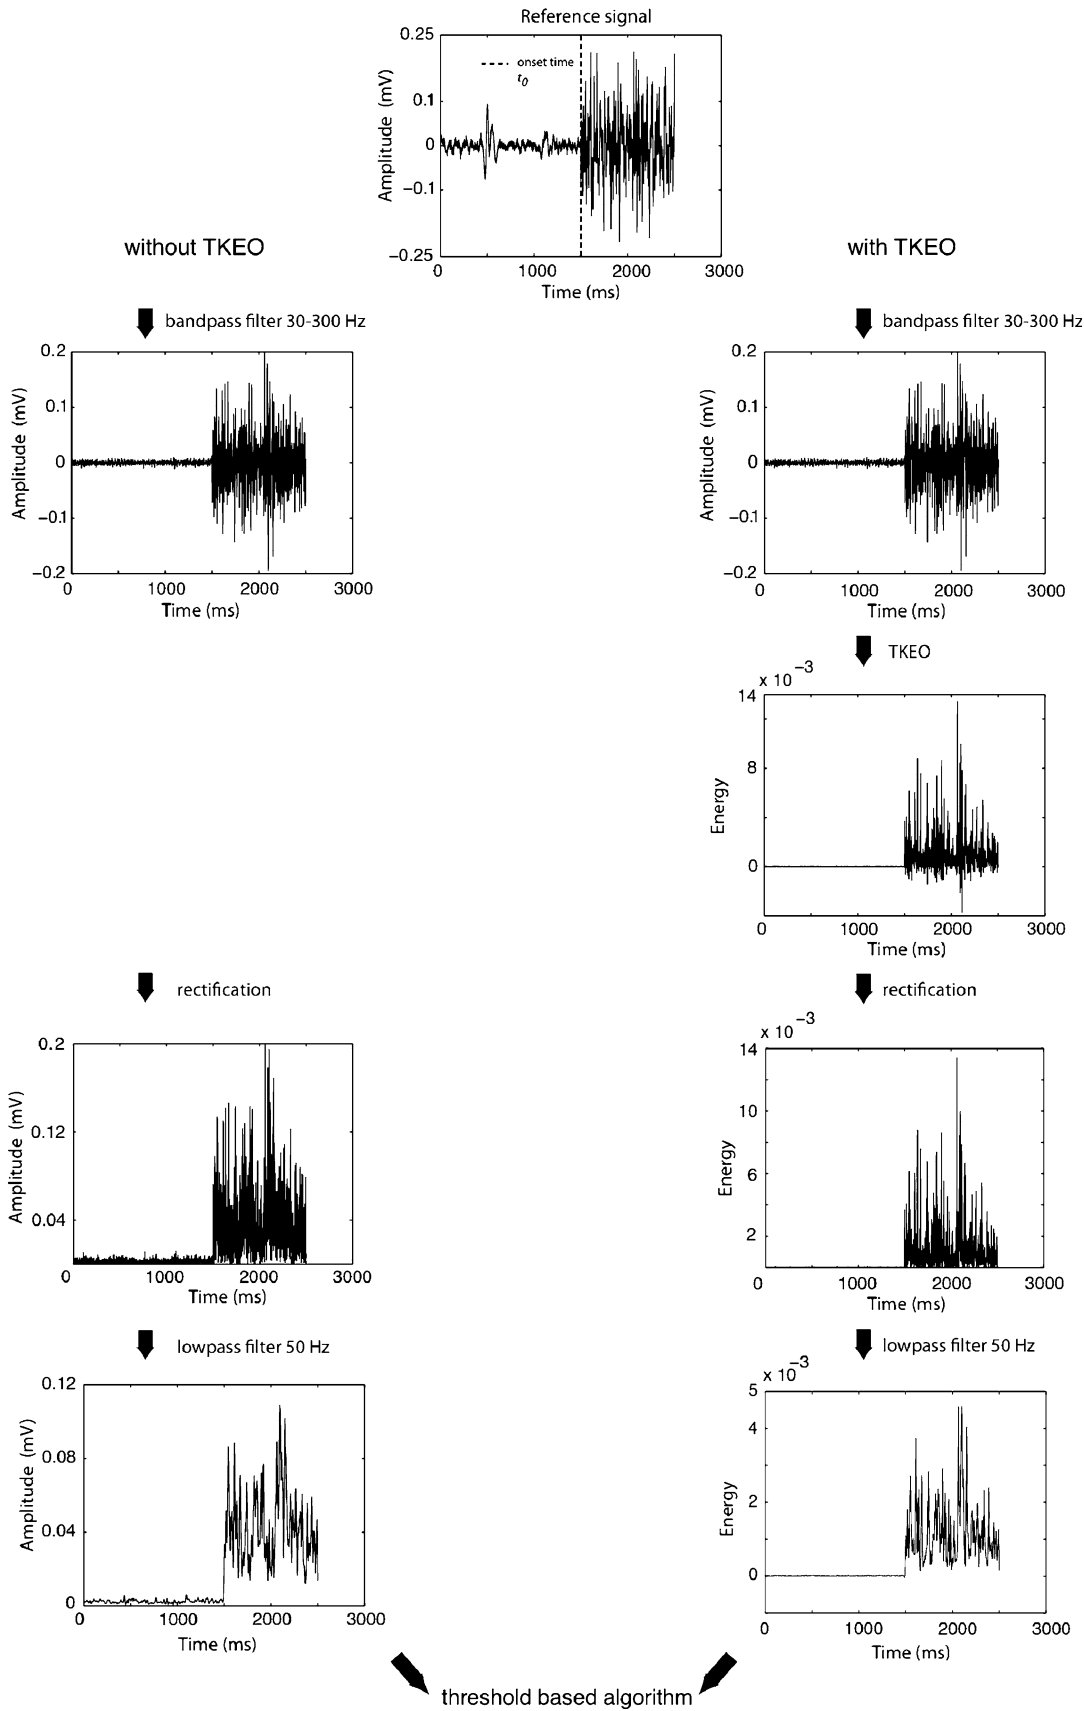 Reference signal
0.25
0.1
0
−0.1
−0.25
Amplitude (mV)
onset time
t0
0 1000 2000 3000
Time (ms)
without TKEO
with TKEO
bandpass filter 30-300 Hz
0.2
0.1
0
−0.1
−0.2
Amplitude (mV)
0 1000 2000 3000
Time (ms)
bandpass filter 30-300 Hz
0.2
0.1
0
−0.1
−0.2
Amplitude (mV)
0 1000 2000 3000
Time (ms)
TKEO
x 10−3
14
8
0
Energy
0 1000 2000 3000
Time (ms)
rectification
0.2
0.12
0.04
Amplitude (mV)
0 1000 2000 3000
Time (ms)
rectification
x 10−3
14
10
6
2
Energy
0 1000 2000 3000
Time (ms)
lowpass filter 50 Hz
0.12
0.08
0.04
0
Amplitude (mV)
0 1000 2000 3000
Time (ms)
lowpass filter 50 Hz
x 10−3
5
4
2
0
Energy
0 1000 2000 3000
Time (ms)
threshold based algorithm